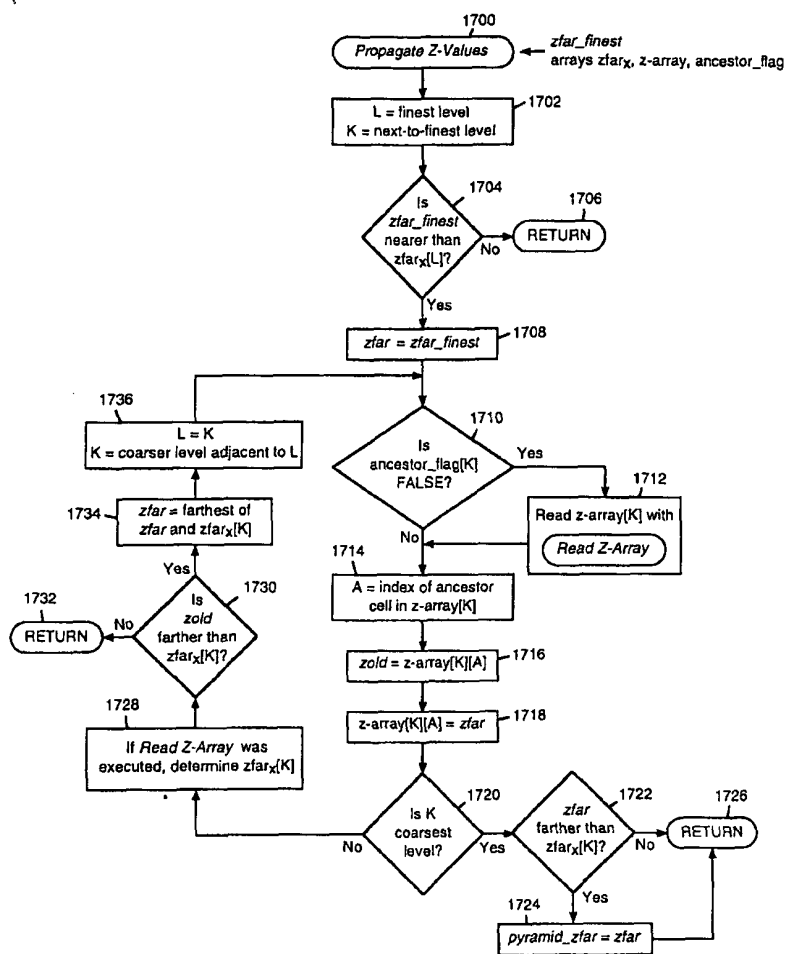 1700
Propagate Z-Values
zfar_finest
arrays zfarx, z-array, ancestor_flag
1702
L = finest level
K = next-to-finest level
1704
Is
zfar_finest
nearer than
zfarx[L]?
No
1706
RETURN
Yes
1708
zfar = zfar_finest
1736
L = K
K = coarser level adjacent to L
1710
Is
ancestor_flag[K]
FALSE?
Yes
1712
Read z-array[K] with
Read Z-Array
No
1734
zfar = farthest of
zfar and zfarx[K]
Yes
1714
A = index of ancestor
cell in z-array[K]
1730
Is
zold
farther than
zfarx[K]?
No
1732
RETURN
1716
zold = z-array[K][A]
1718
z-array[K][A] = zfar
1728
If Read Z-Array was
executed, determine zfarx[K]
1720
Is K
coarsest
level?
No
Yes
1722
zfar
farther than
zfarx[K]?
No
1726
RETURN
Yes
1724
pyramid_zfar = zfar